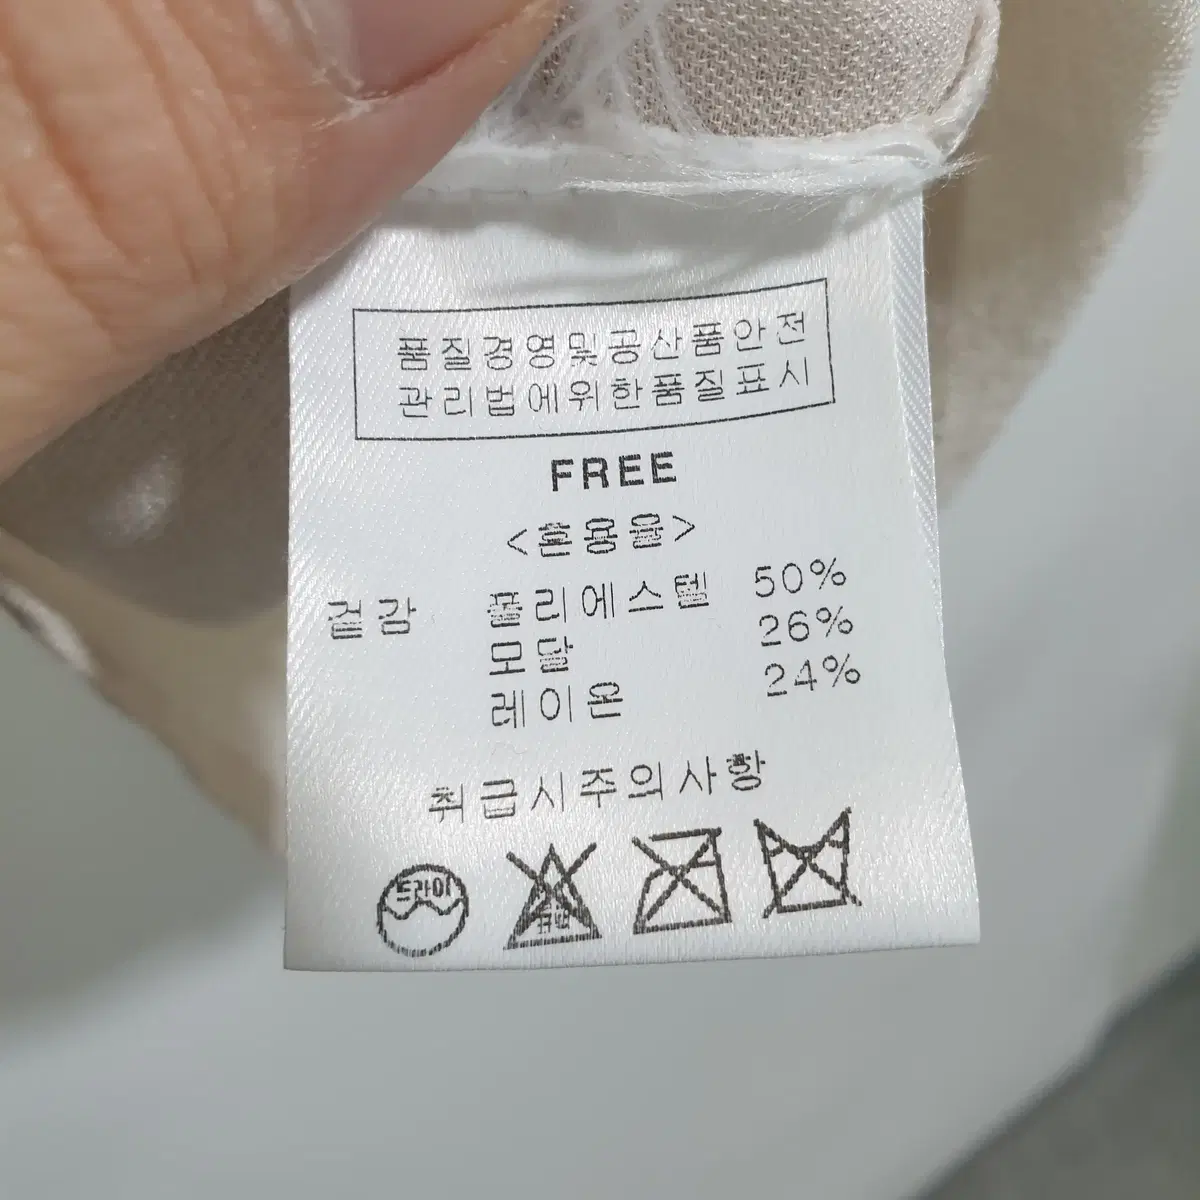 품질경영및공산품안전
관리법에위한품질표시
FREE
<혼용율>
겉감 폴리에스텔 50%
모달 26%
레이온 24%
취급시주의사항
드라이
표백